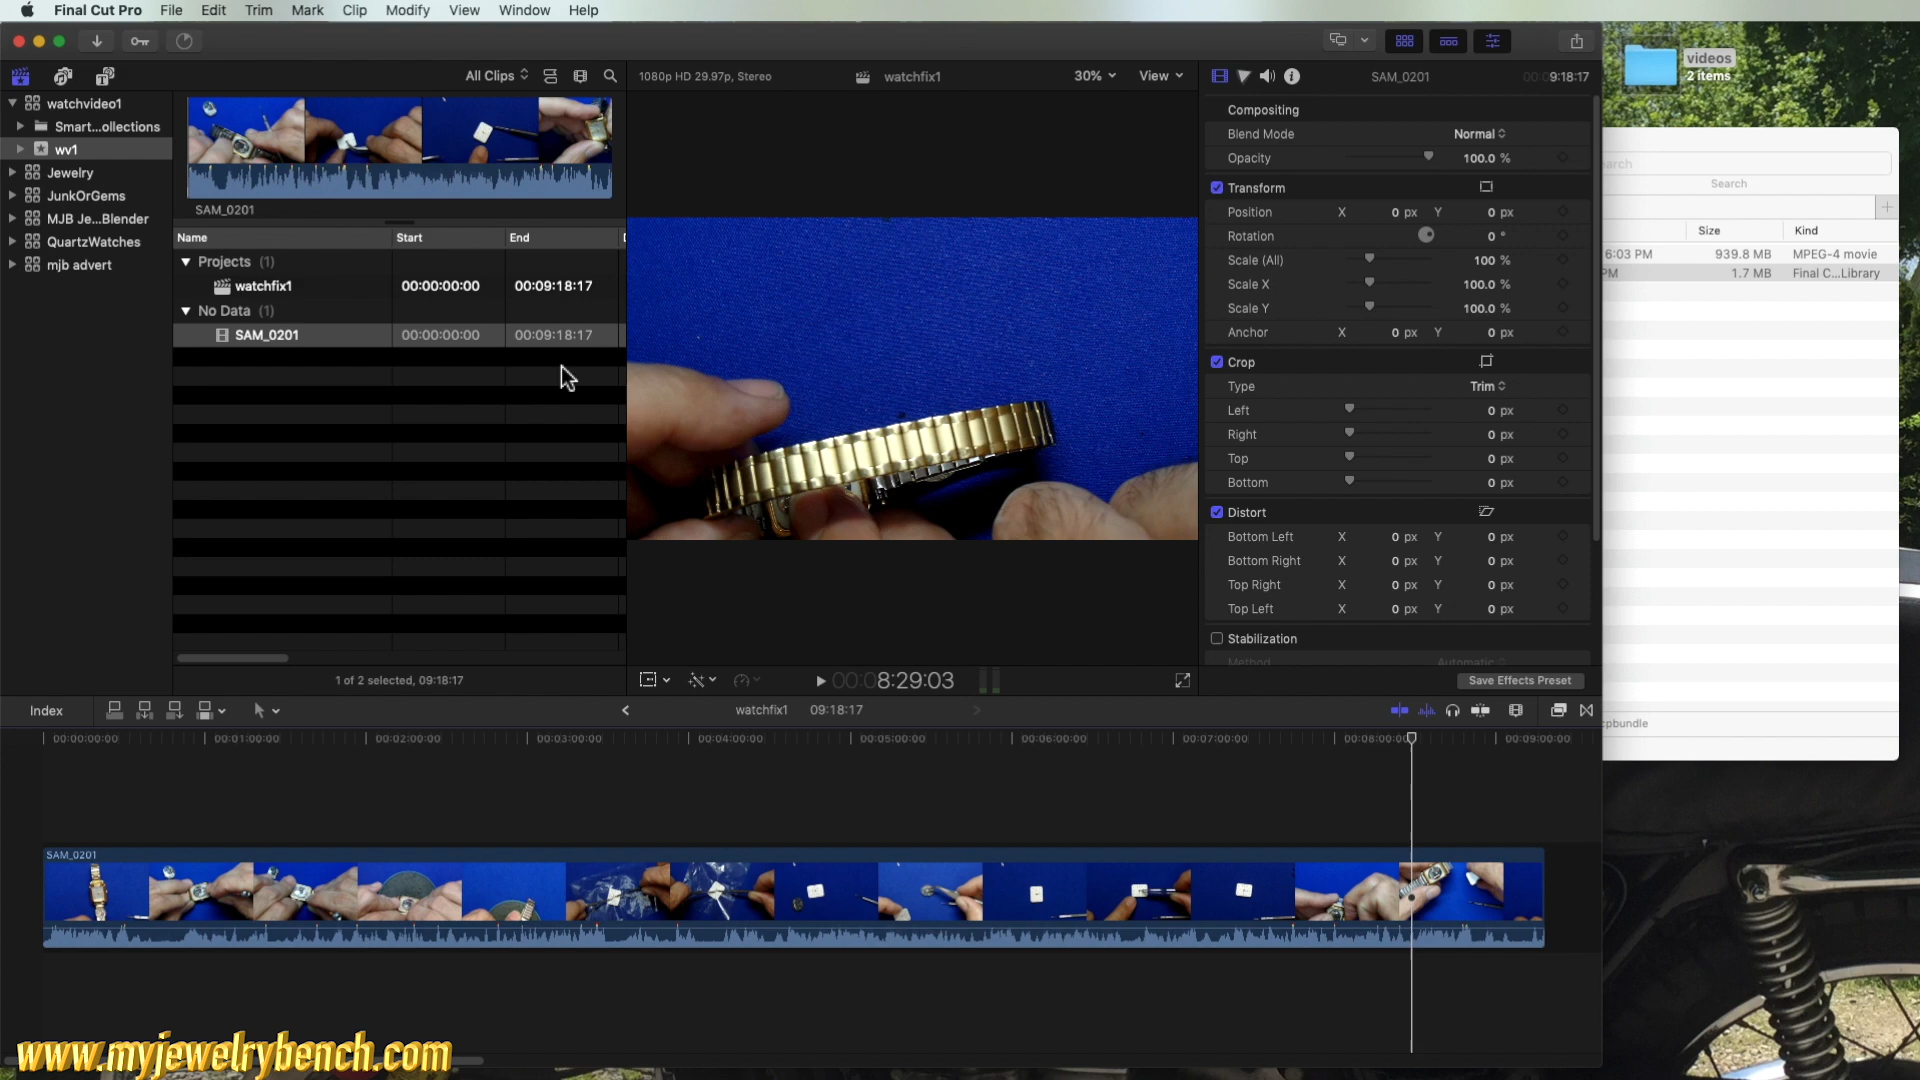 Final Cut Pro File Edit Trim Mark Clip Modify View Window Help
All Clips
watchvideo1
Smart...ollections
wv1
Jewelry
JunkOrGems
MJB Je...Blender
QuartzWatches
mjb advert
SAM_0201
Name Start End
Projects (1)
watchfix1 00:00:00:00 00:09:18:17
No Data (1)
SAM_0201 00:00:00:00 00:09:18:17
1 of 2 selected, 09:18:17
1080p HD 29.97p, Stereo watchfix1 30% View
00:08:29:03
SAM_0201 00:09:18:17
Compositing
Blend Mode Normal
Opacity 100.0 %
Transform
Position X 0 px Y 0 px
Rotation 0 °
Scale (All) 100 %
Scale X 100.0 %
Scale Y 100.0 %
Anchor X 0 px Y 0 px
Crop
Type Trim
Left 0 px
Right 0 px
Top 0 px
Bottom 0 px
Distort
Bottom Left X 0 px Y 0 px
Bottom Right X 0 px Y 0 px
Top Right X 0 px Y 0 px
Top Left X 0 px Y 0 px
Stabilization
Method Automatic
Save Effects Preset
videos
2 items
earch
Search
Size Kind
6:03 PM 939.8 MB MPEG-4 movie
PM 1.7 MB Final C...Library
cpbundle
Index watchfix1 09:18:17
00:00:00:00 00:01:00:00 00:02:00:00 00:03:00:00 00:04:00:00 00:05:00:00 00:06:00:00 00:07:00:00 00:08:00:00 00:09:00:00
SAM_0201
www.myjewelrybench.com